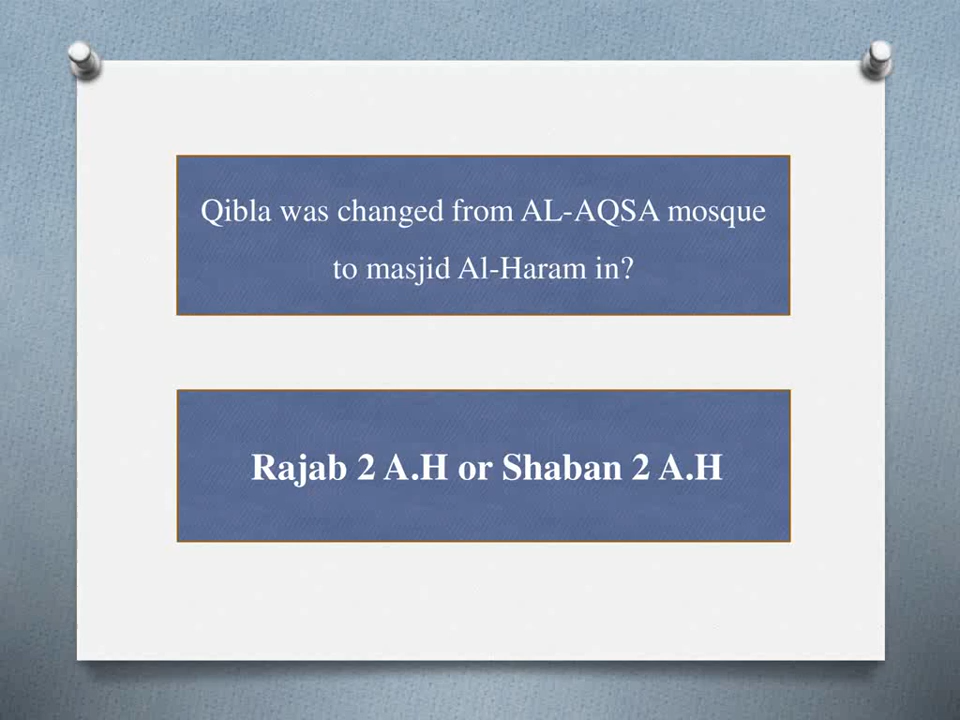 Qibla was changed from AL-AQSA mosque
to masjid Al-Haram in?
Rajab 2 A.H or Shaban 2 A.H